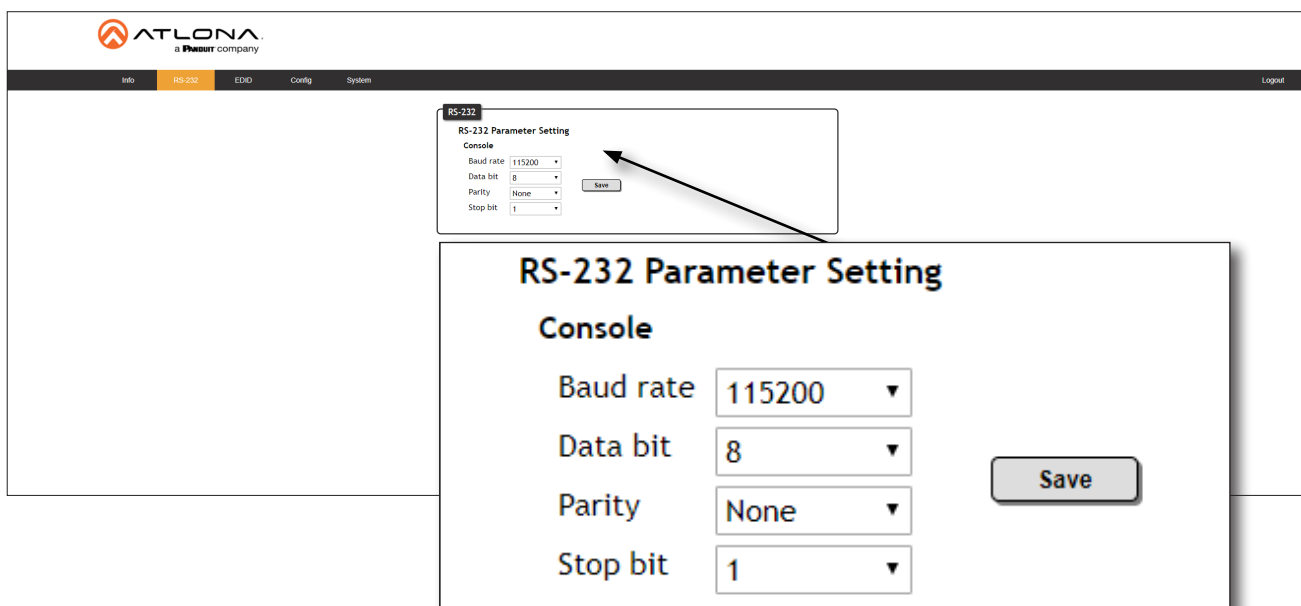 ATLONA.
a PANDUIT company
Info RS-232 EDID Config System Logout
RS-232
RS-232 Parameter Setting
Console
Baud rate 115200
Data bit 8
Save
Parity None
Stop bit 1
RS-232 Parameter Setting
Console
Baud rate 115200
Data bit 8
Save
Parity None
Stop bit 1